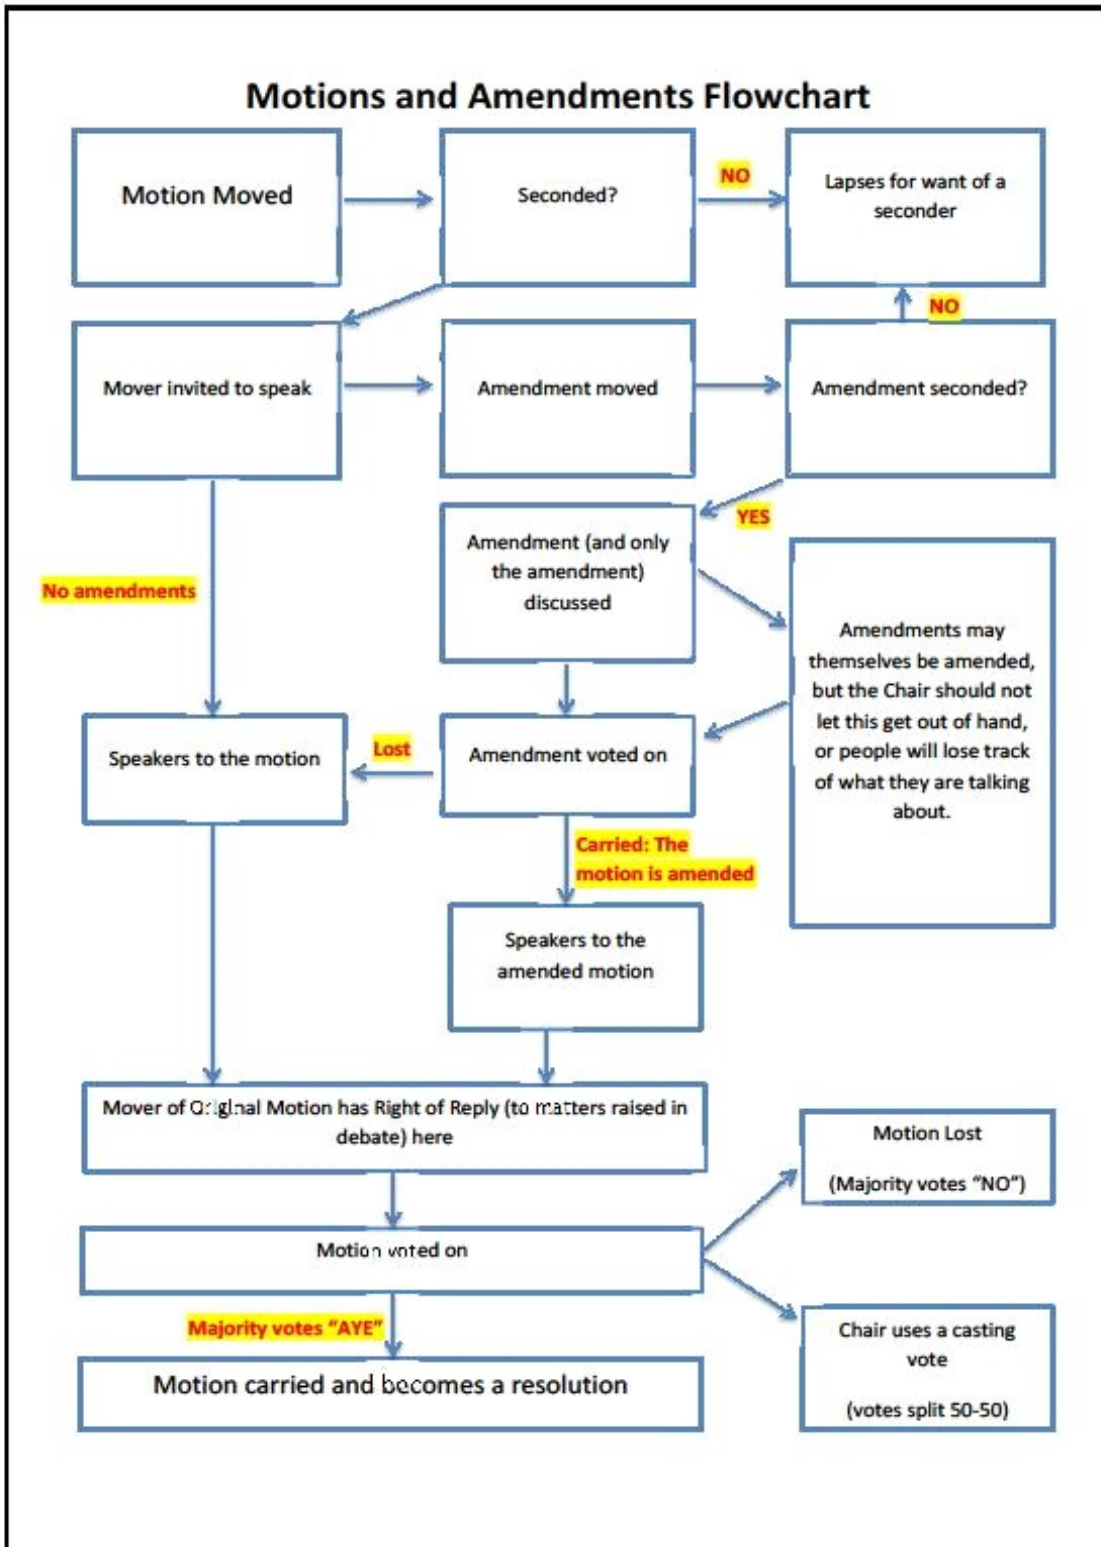 Motions and Amendments Flowchart
Motion Moved
Seconded?
NO
Lapses for want of a
seconder
NO
Mover invited to speak
Amendment moved
Amendment seconded?
YES
Amendment (and only
the amendment)
discussed
No amendments
Amendments may
themselves be amended,
but the Chair should not
let this get out of hand,
or people will lose track
of what they are talking
about.
Speakers to the motion
Lost
Amendment voted on
Carried: The
motion is amended
Speakers to the
amended motion
Mover of Original Motion has Right of Reply (to matters raised in
debate) here
Motion Lost
(Majority votes “NO”)
Motion voted on
Majority votes “AYE”
Chair uses a casting
vote
(votes split 50-50)
Motion carried and becomes a resolution